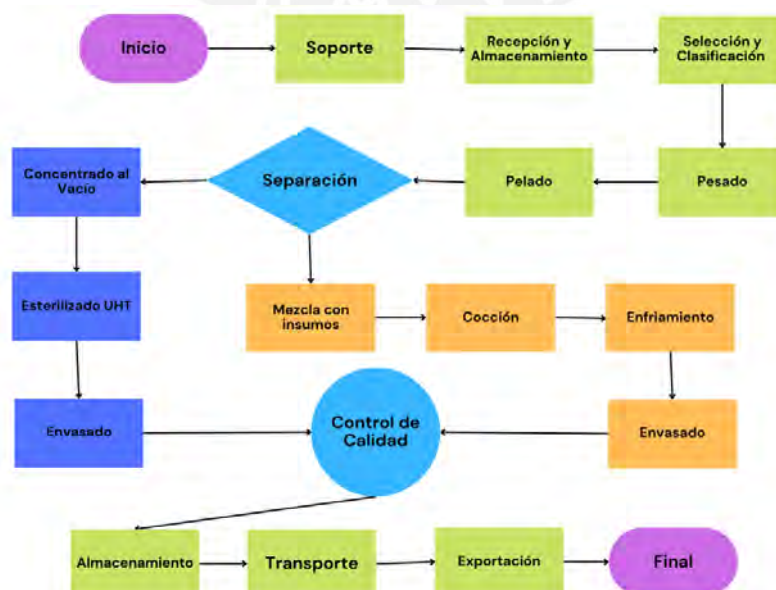 Inicio
Soporte
Recepción y
Almacenamiento
Selección y
Clasificación
Concentrado al
Vacío
Separación
Pelado
Pesado
Esterilizado UHT
Mezcla con
insumos
Cocción
Enfriamiento
Envasado
Control de
Calidad
Envasado
Almacenamiento
Transporte
Exportación
Final